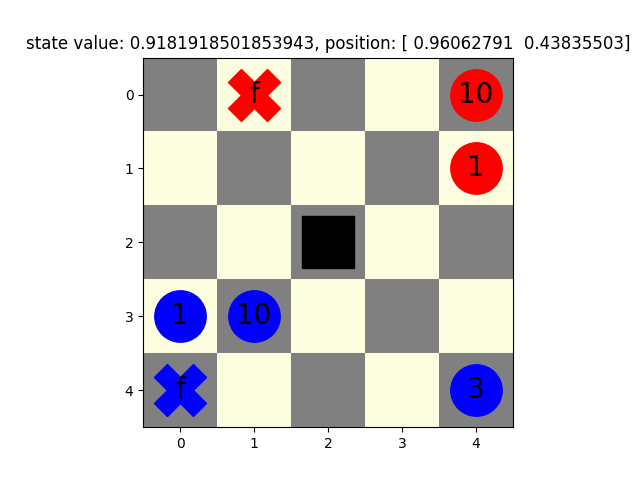 state value: 0.9181918501853943, position: [ 0.96062791  0.43835503]
0 f 10
1 1
2
3 1 10
4 f 3
0 1 2 3 4